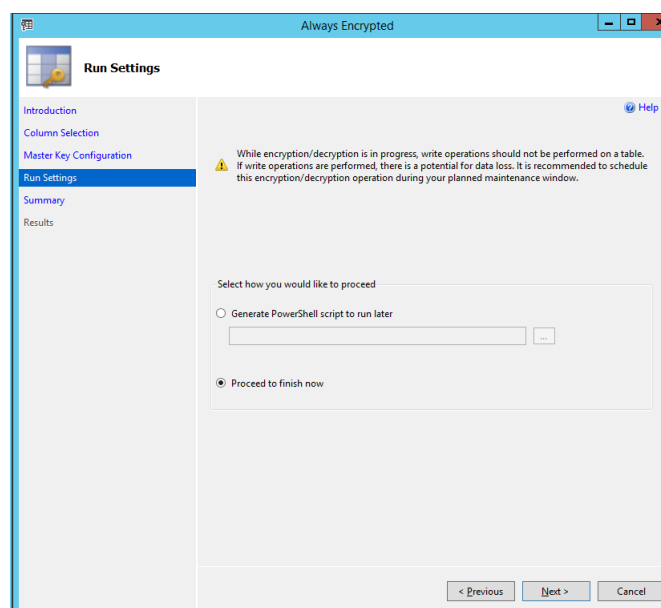 Always Encrypted
Run Settings
Introduction
Column Selection
Master Key Configuration
Run Settings
Summary
Results
Help
While encryption/decryption is in progress, write operations should not be performed on a table.
If write operations are performed, there is a potential for data loss. It is recommended to schedule
this encryption/decryption operation during your planned maintenance window.
Select how you would like to proceed
Generate PowerShell script to run later
...
Proceed to finish now
< Previous
Next >
Cancel